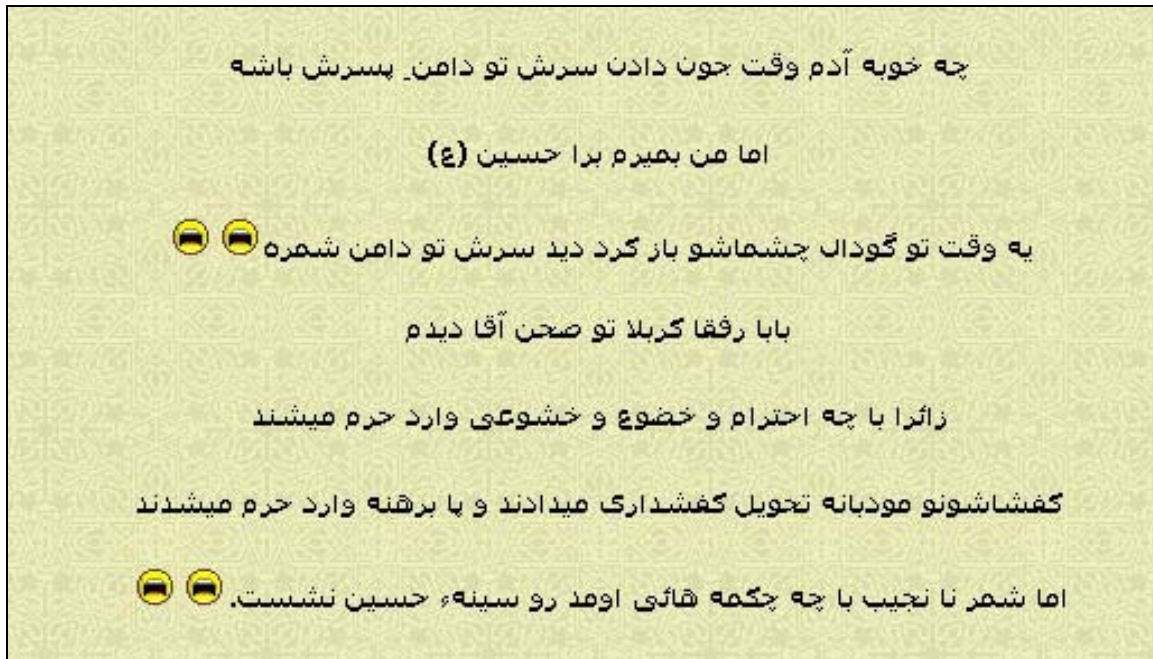 چه خوبه آدم وقت جون دادن سرش تو دامنِ پسرش باشه
اما من بمیرم برا حسین (ع)
یه وقت تو گودال چشماشو باز کرد دید سرش تو دامن شمره
بابا رفقا کربلا تو صحن آقا دیدم
زائرا با چه احترام و خضوع و خشوعی وارد حرم میشند
کفشاشونو مودبانه تحویل کفشداری میدادند و پا برهنه وارد حرم میشدند
اما شمر نا نجیب با چه چکمه هائی اومد رو سینهء حسین نشست.